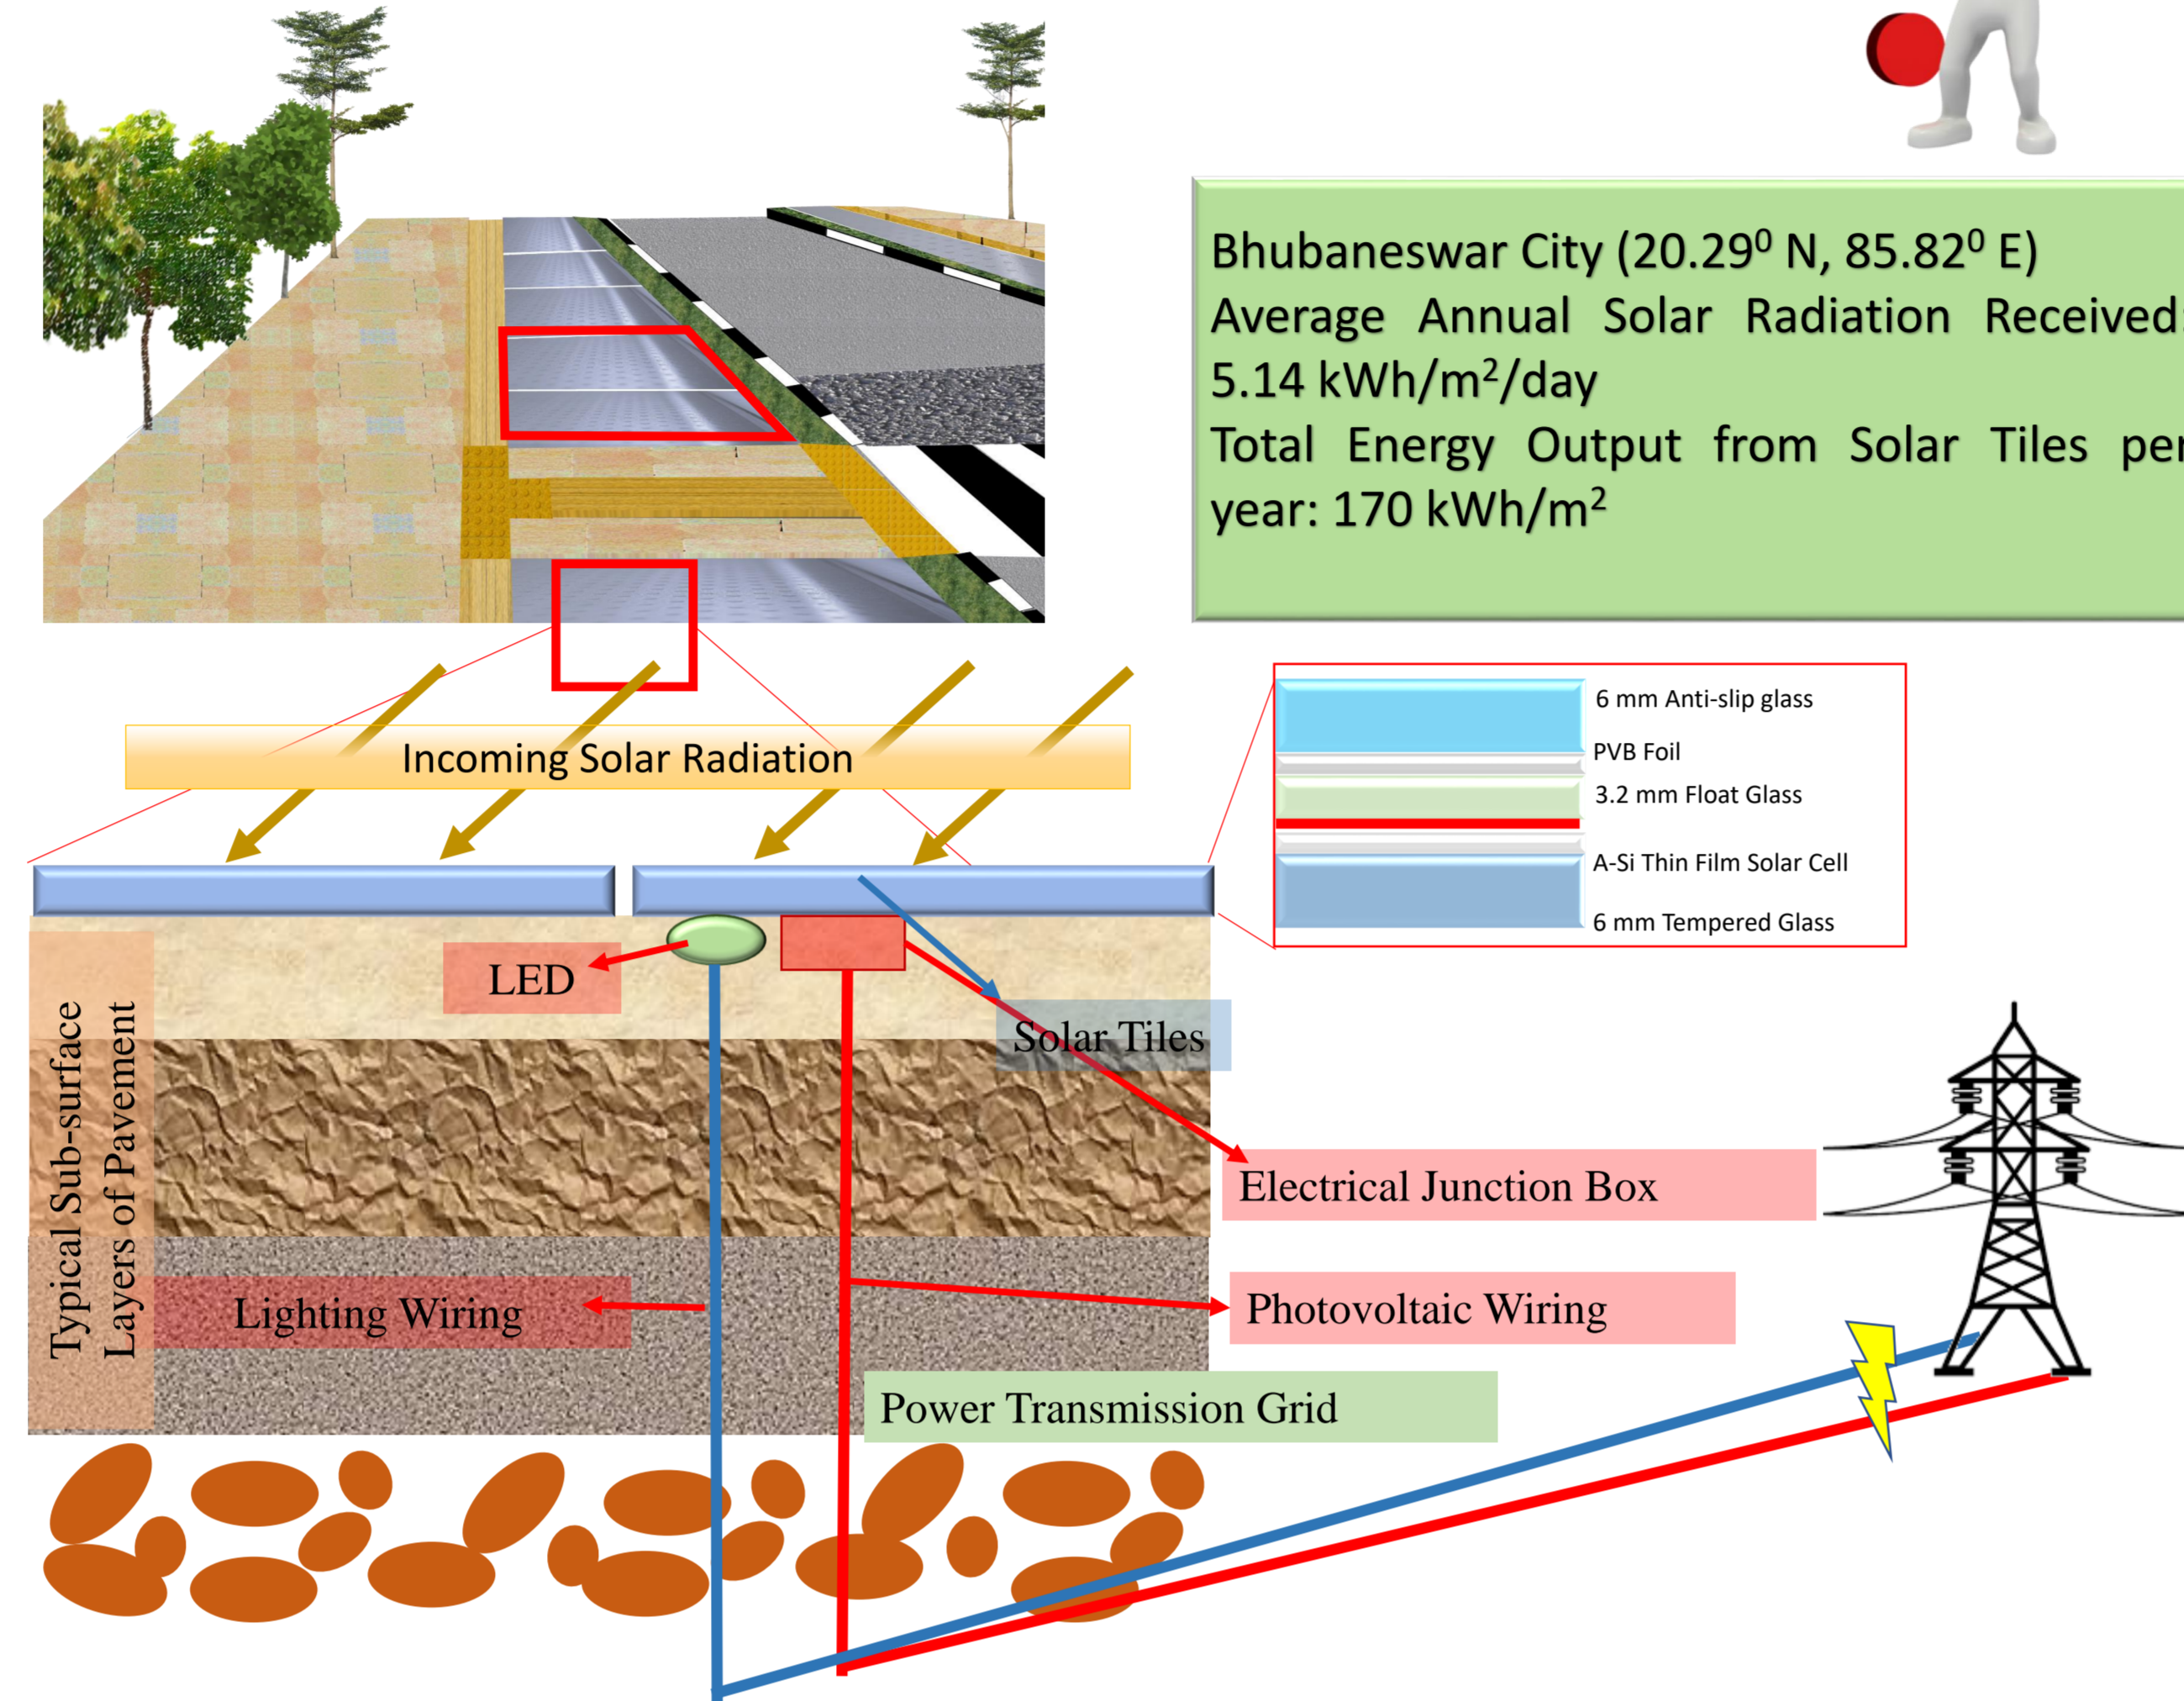 Bhubaneswar City (20.29⁰ N, 85.82⁰ E)
Average Annual Solar Radiation Received:
5.14 kWh/m²/day
Total Energy Output from Solar Tiles per
year: 170 kWh/m²
6 mm Anti-slip glass
PVB Foil
3.2 mm Float Glass
A-Si Thin Film Solar Cell
6 mm Tempered Glass
Incoming Solar Radiation
LED
Solar Tiles
Typical Sub-surface
Layers of Pavement
Electrical Junction Box
Lighting Wiring
Photovoltaic Wiring
Power Transmission Grid